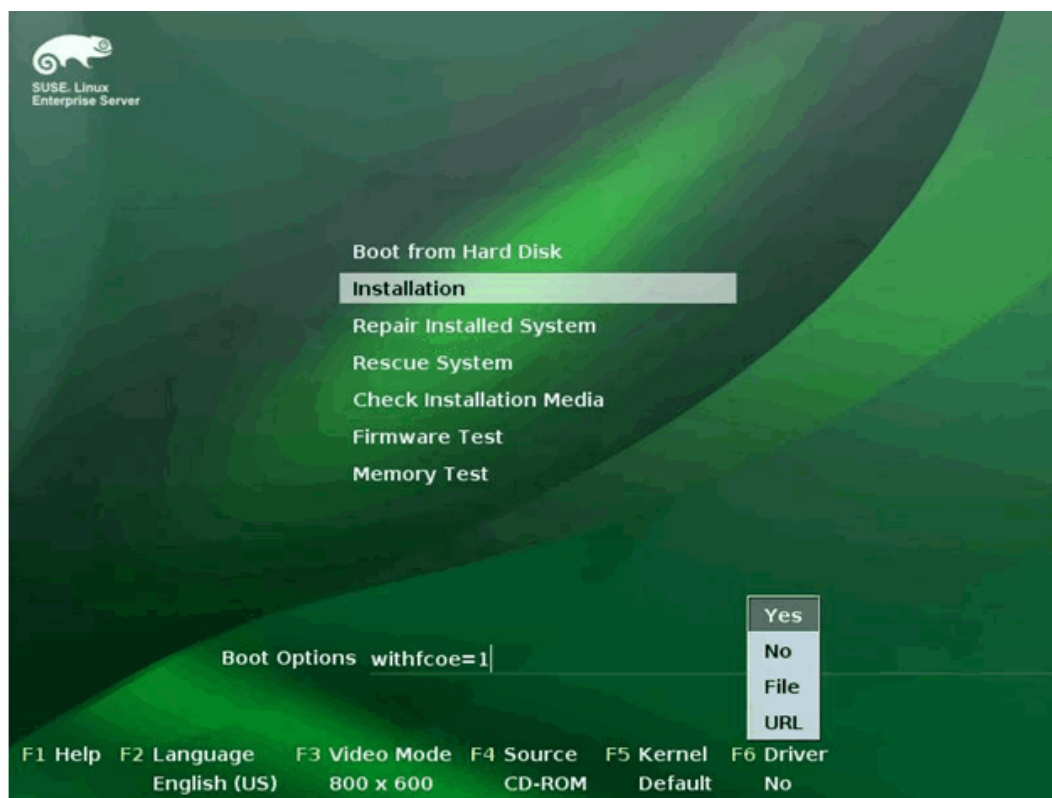 SUSE. Linux
Enterprise Server
Boot from Hard Disk
Installation
Repair Installed System
Rescue System
Check Installation Media
Firmware Test
Memory Test
Boot Options withfcoe=1
Yes
No
File
URL
F1 Help F2 Language F3 Video Mode F4 Source F5 Kernel F6 Driver
English (US) 800 x 600 CD-ROM Default No